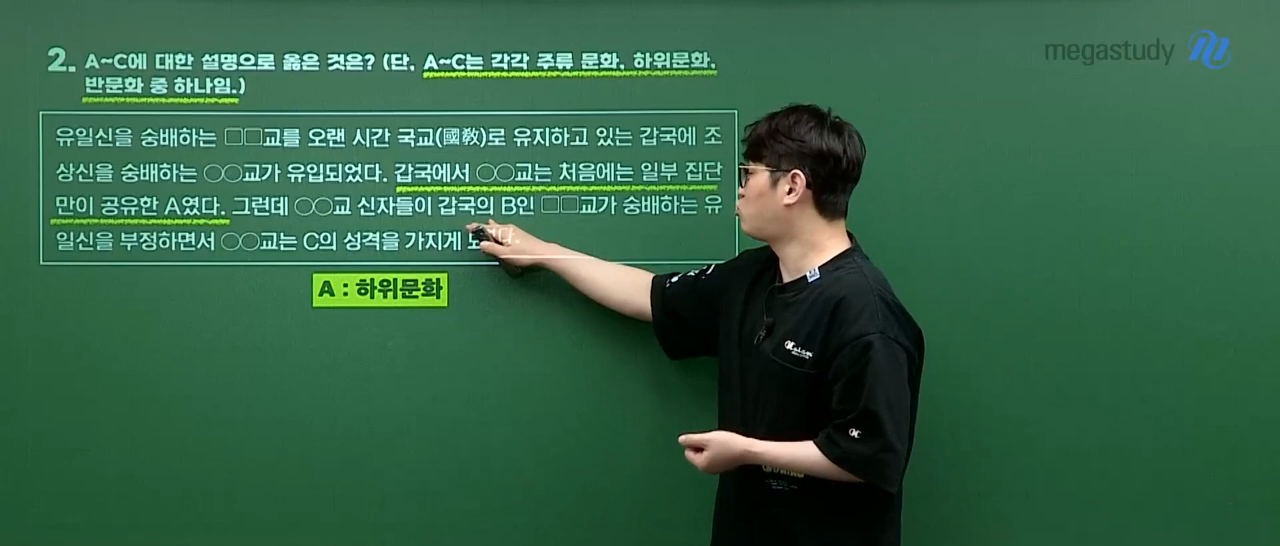 megastudy
2. A~C에 대한 설명으로 옳은 것은? (단, A~C는 각각 주류 문화, 하위문화,
반문화 중 하나임.)
유일신을 숭배하는 □□교를 오랜 시간 국교(國敎)로 유지하고 있는 갑국에 조
상신을 숭배하는 ○○교가 유입되었다. 갑국에서 ○○교는 처음에는 일부 집단
만이 공유한 A였다. 그런데 ○○교 신자들이 갑국의 B인 □□교가 숭배하는 유
일신을 부정하면서 ○○교는 C의 성격을 가지게
A : 하위문화